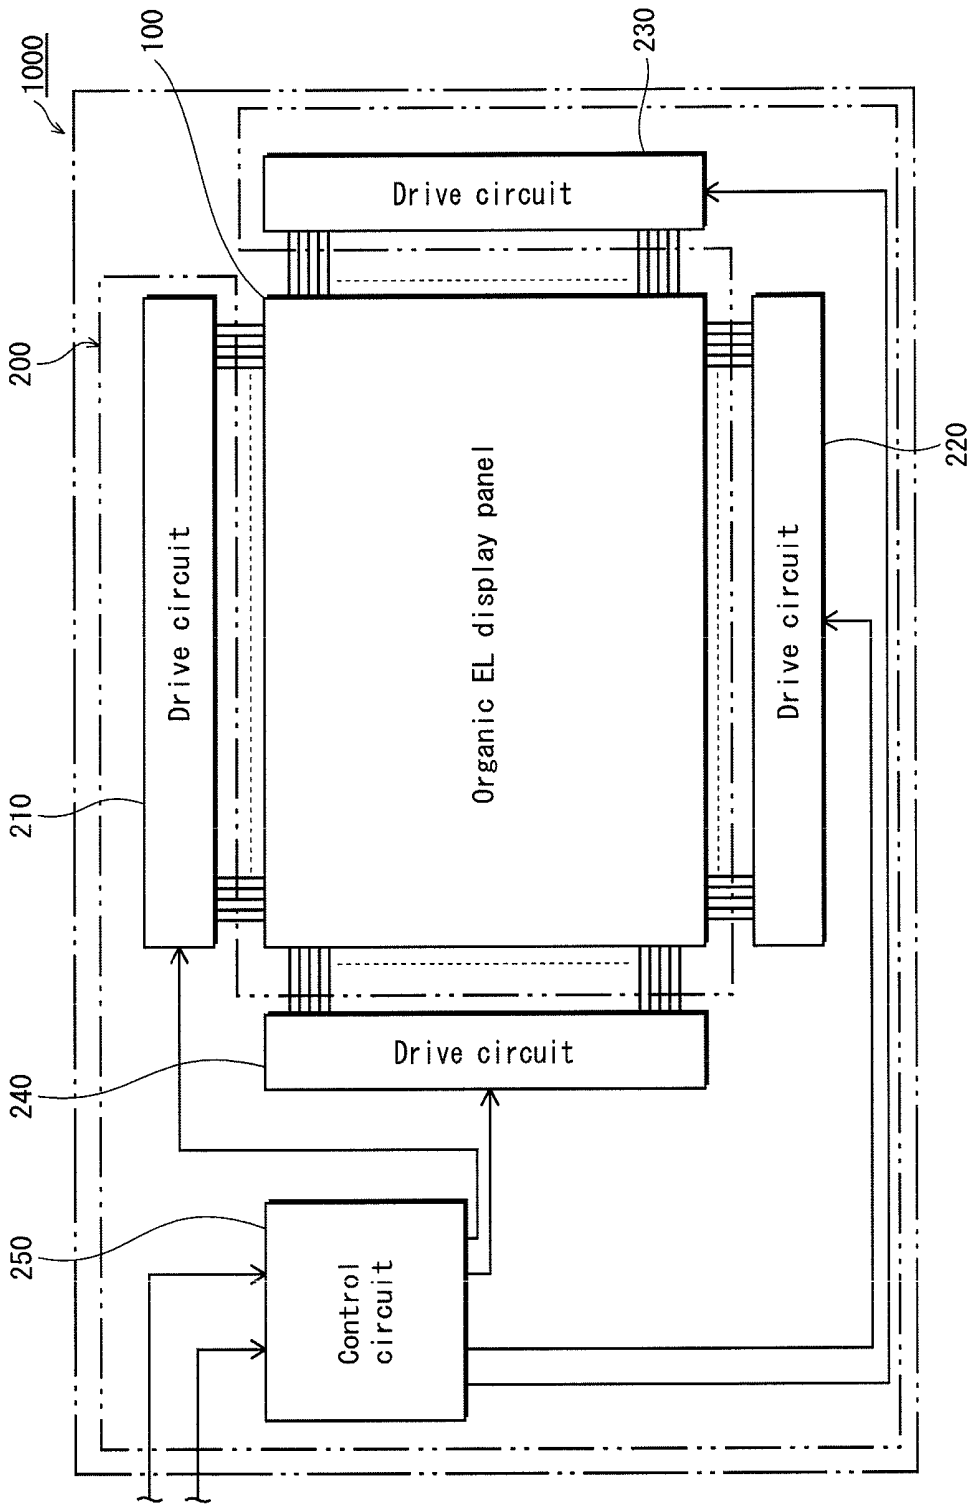 1000
100
230
Drive circuit
200
Drive circuit
Organic EL display panel
Drive circuit
220
210
Drive circuit
240
250
Control
circuit